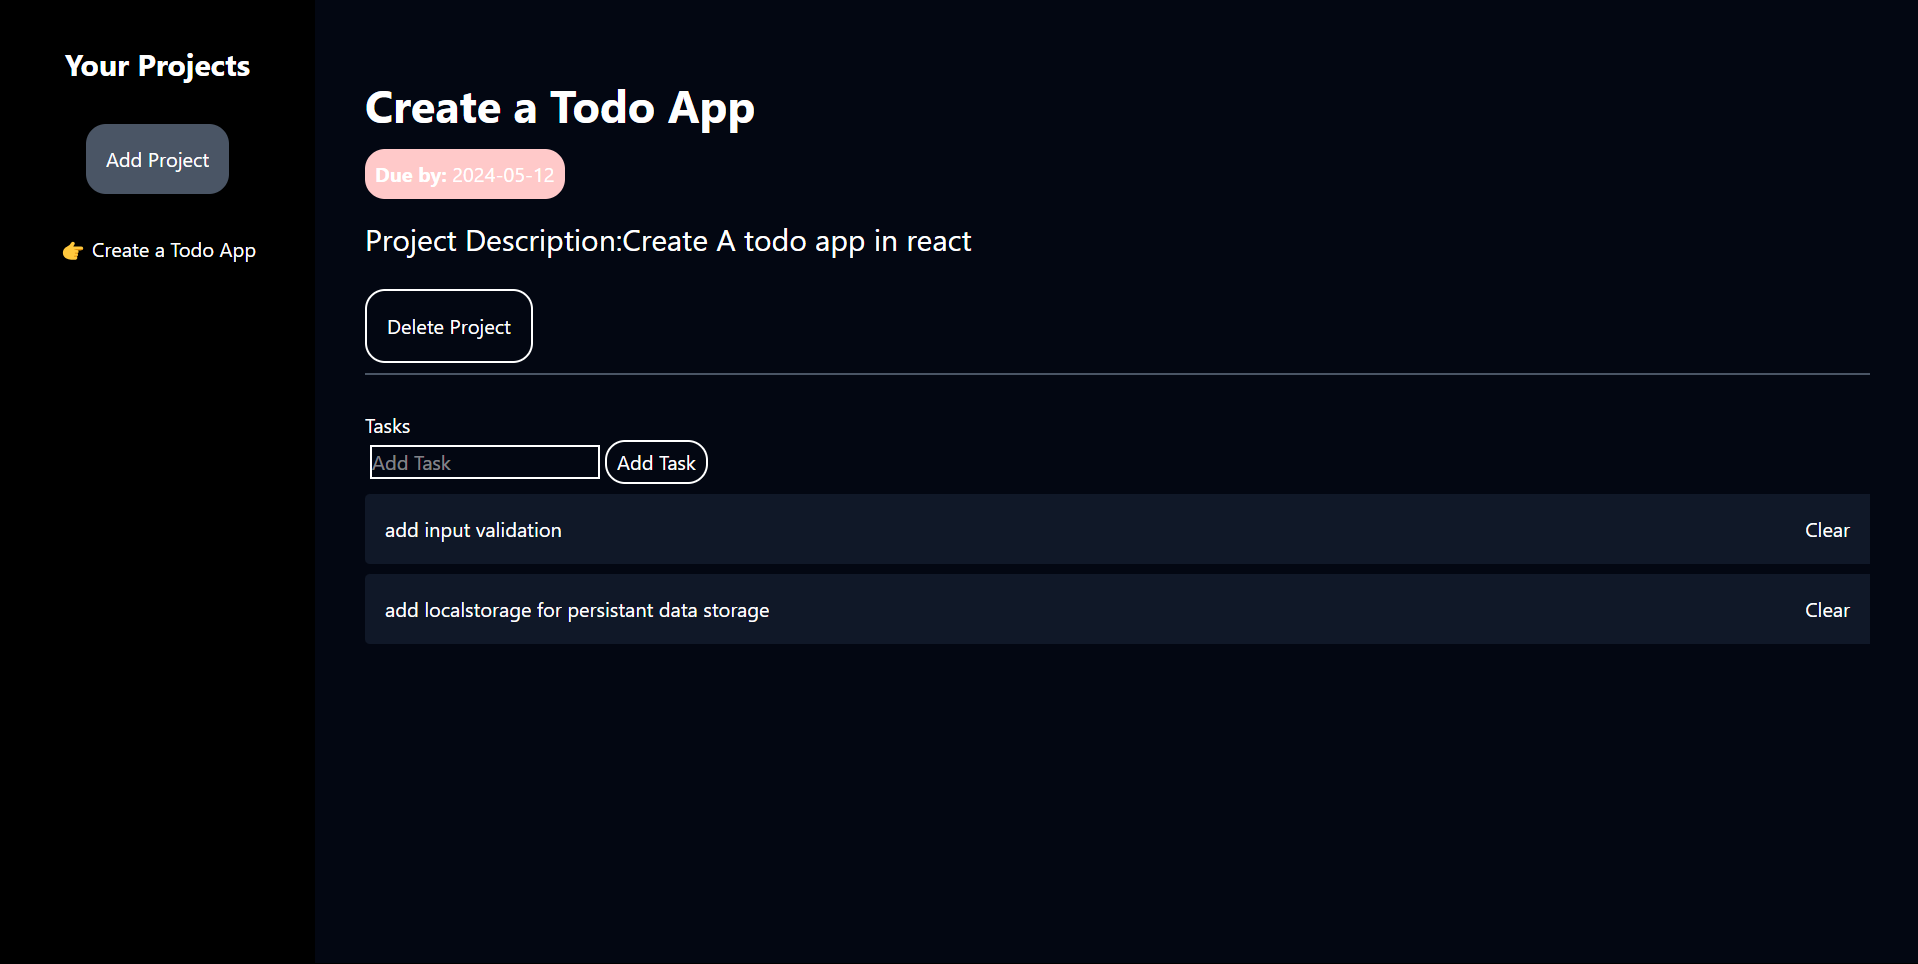 Your Projects
Add Project
👉 Create a Todo App
Create a Todo App
Due by: 2024-05-12
Project Description:Create A todo app in react
Delete Project
Tasks
Add Task Add Task
add input validation Clear
add localstorage for persistant data storage Clear